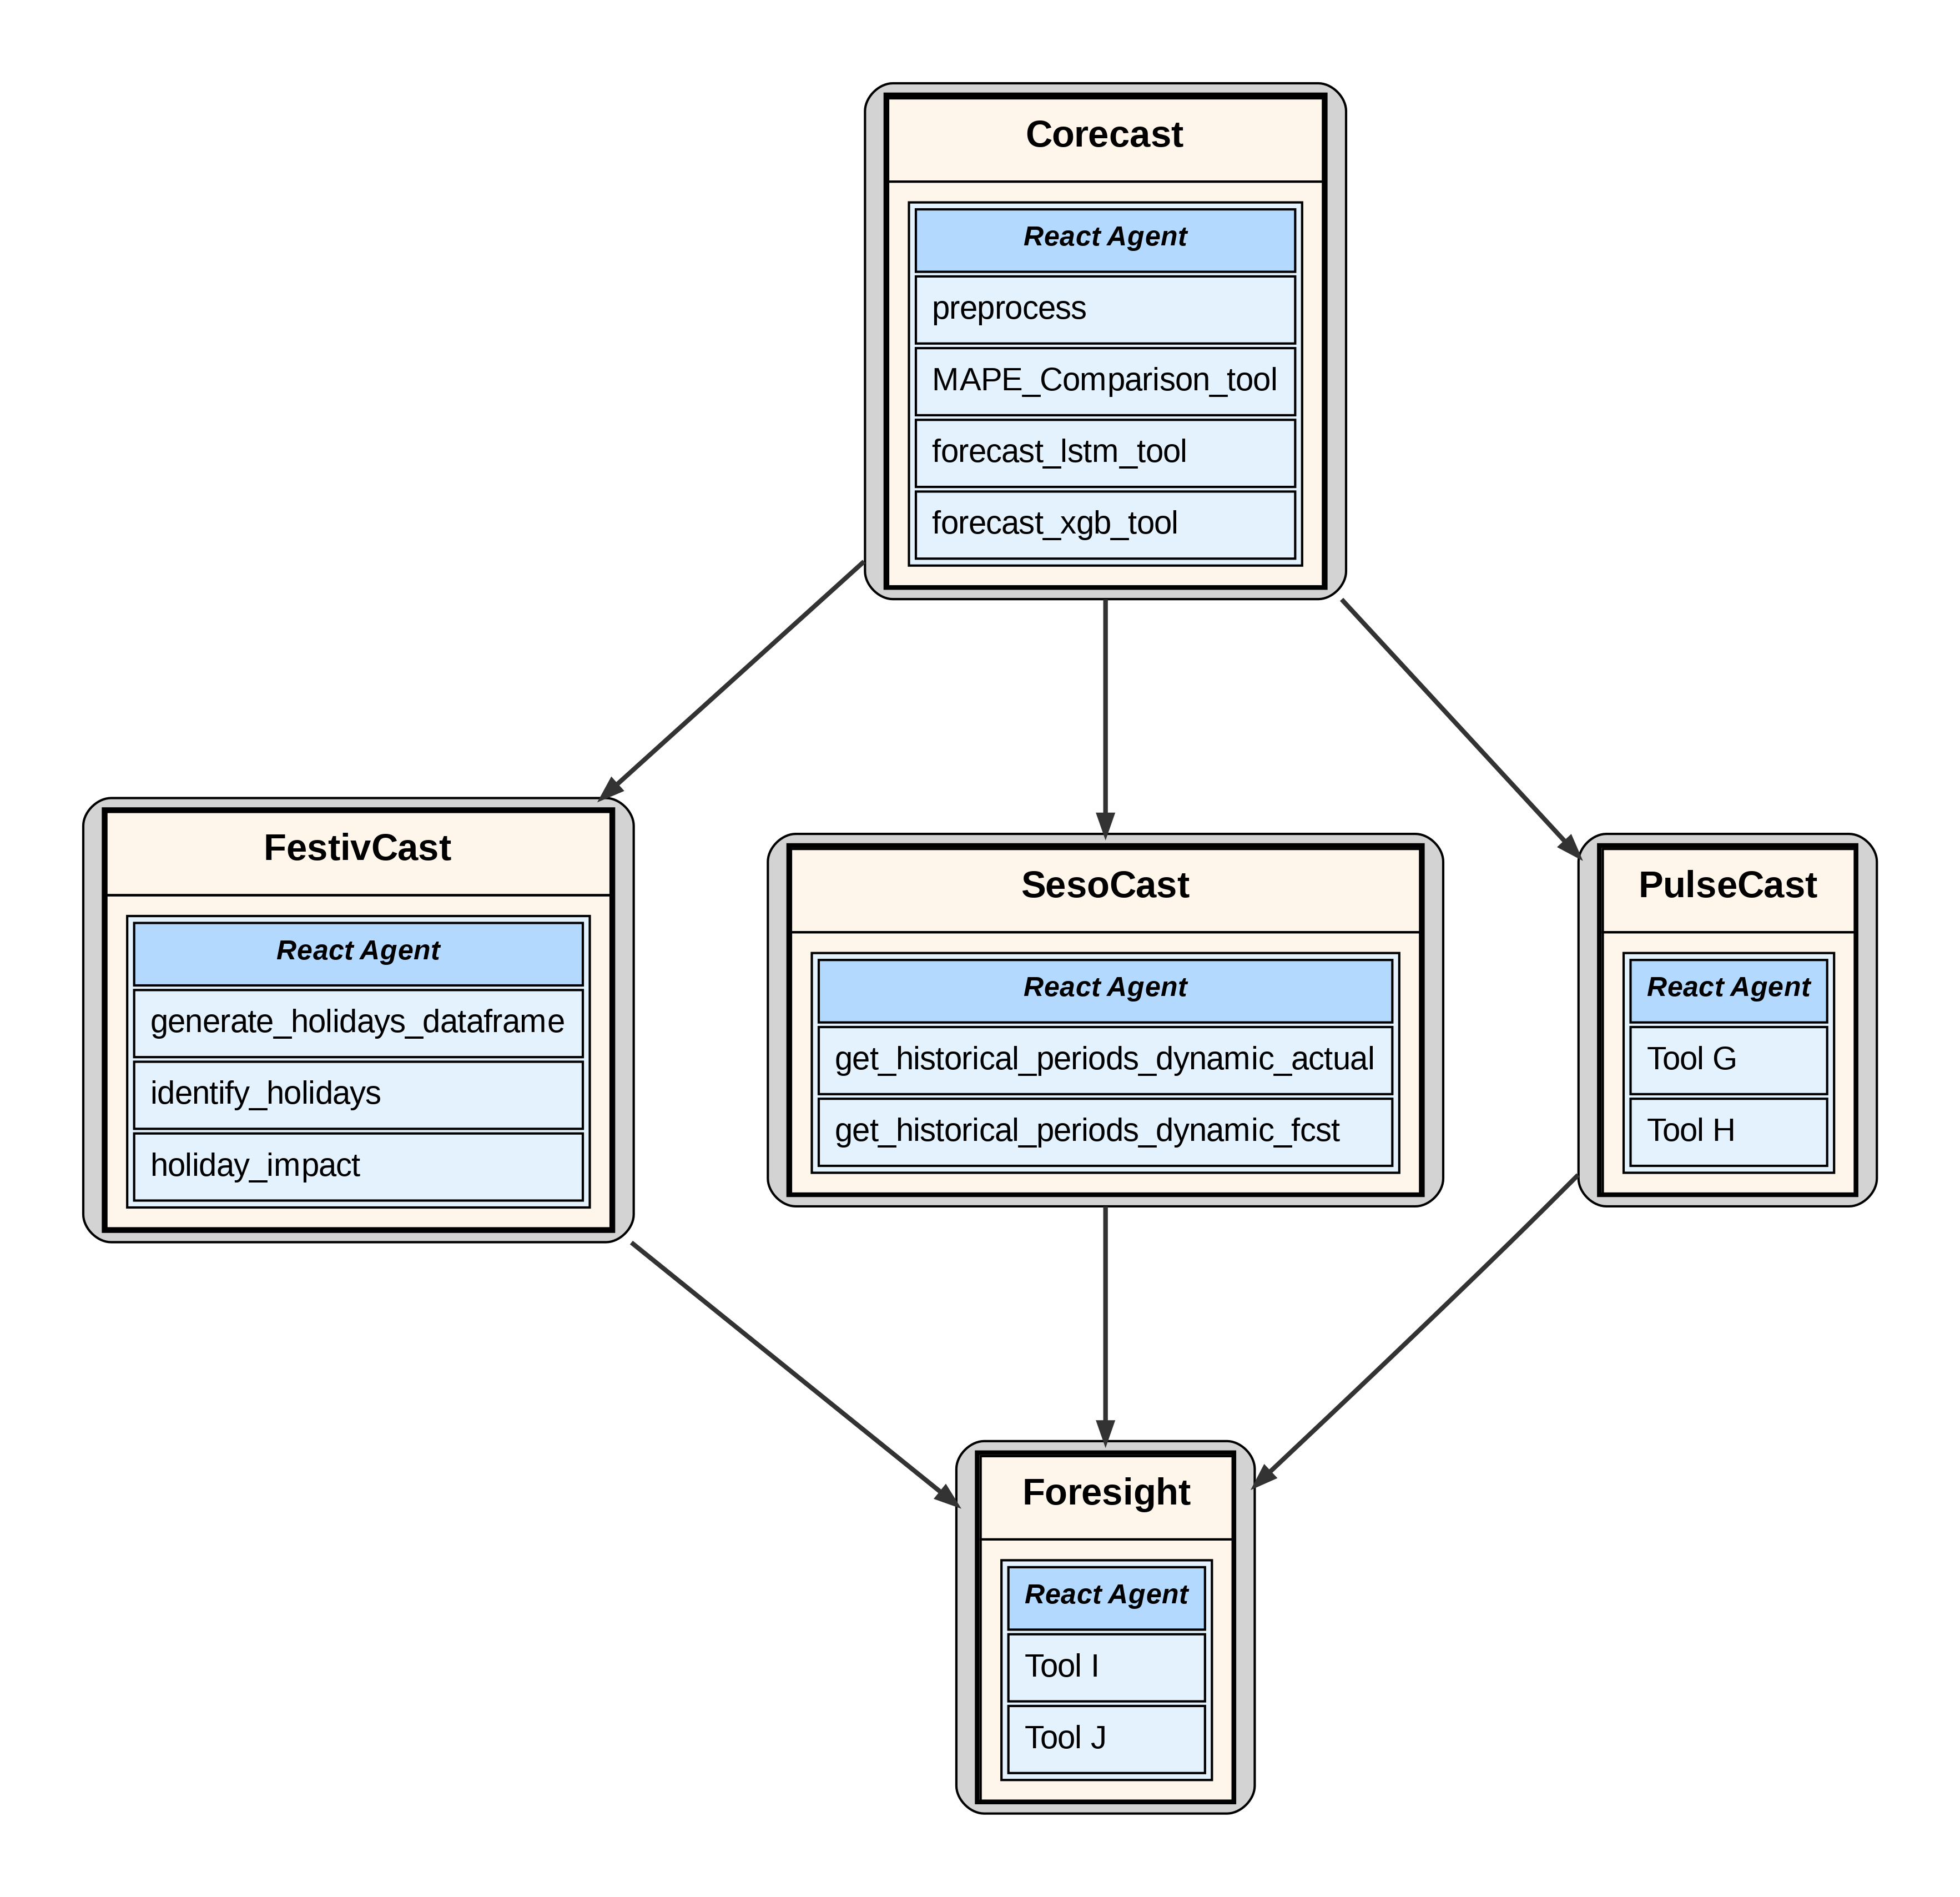 Corecast
React Agent
preprocess
MAPE_Comparison_tool
forecast_lstm_tool
forecast_xgb_tool
FestivCast
React Agent
generate_holidays_dataframe
identify_holidays
holiday_impact
SesoCast
React Agent
get_historical_periods_dynamic_actual
get_historical_periods_dynamic_fcst
PulseCast
React Agent
Tool G
Tool H
Foresight
React Agent
Tool I
Tool J